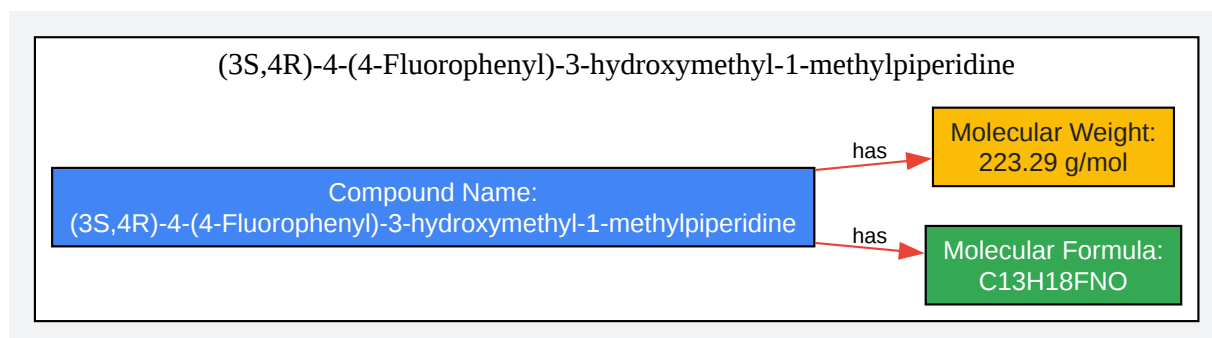 (3S,4R)-4-(4-Fluorophenyl)-3-hydroxymethyl-1-methylpiperidine
Compound Name:
(3S,4R)-4-(4-Fluorophenyl)-3-hydroxymethyl-1-methylpiperidine
has
Molecular Weight:
223.29 g/mol
has
Molecular Formula:
C13H18FNO